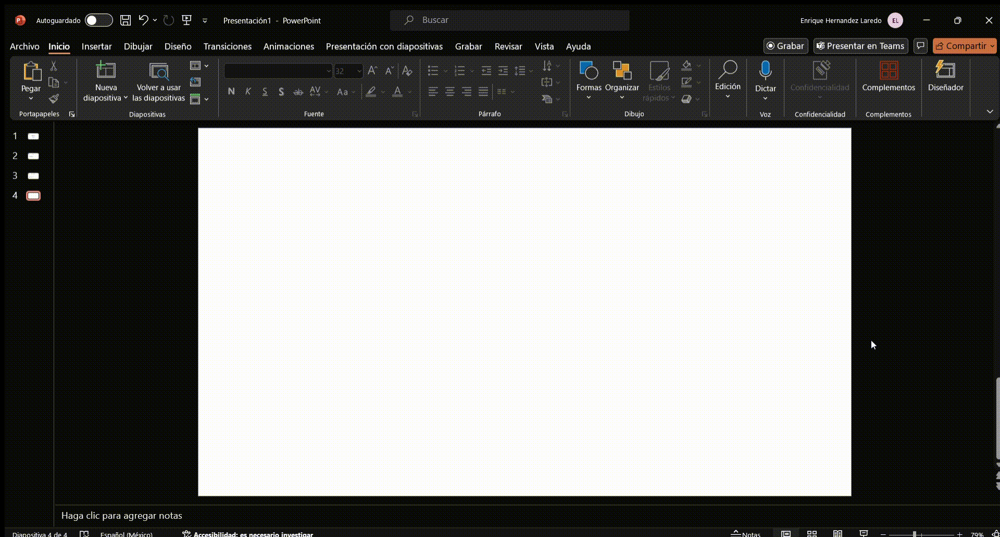 Autoguardado
Presentación1 - PowerPoint
Buscar
Enrique Hernandez Laredo
EL
Archivo Inicio Insertar Dibujar Diseño Transiciones Animaciones Presentación con diapositivas Grabar Revisar Vista Ayuda
Grabar
Presentar en Teams
Compartir
Pegar
Portapapeles
Nueva
diapositiva
Volver a usar
las diapositivas
Diapositivas
32
N K S S ab AV Aa A
Fuente
Párrafo
Formas
Organizar
Estilos
rápidos
Dibujo
Edición
Dictar
Voz
Confidencialidad
Confidencialidad
Complementos
Complementos
Diseñador
1
2
3
4
Haga clic para agregar notas
Diapositiva 4 de 4
Español (México)
Accesibilidad: es necesario investigar
Notas
79%